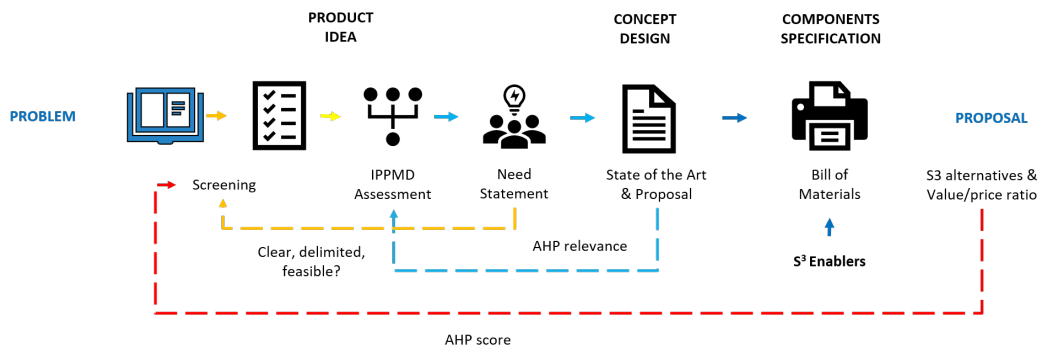 PRODUCT
IDEA
CONCEPT
DESIGN
COMPONENTS
SPECIFICATION
PROBLEM
PROPOSAL
Screening
IPPMD
Assessment
Need
Statement
State of the Art
& Proposal
Bill of
Materials
S3 alternatives &
Value/price ratio
Clear, delimited,
feasible?
AHP relevance
S³ Enablers
AHP score